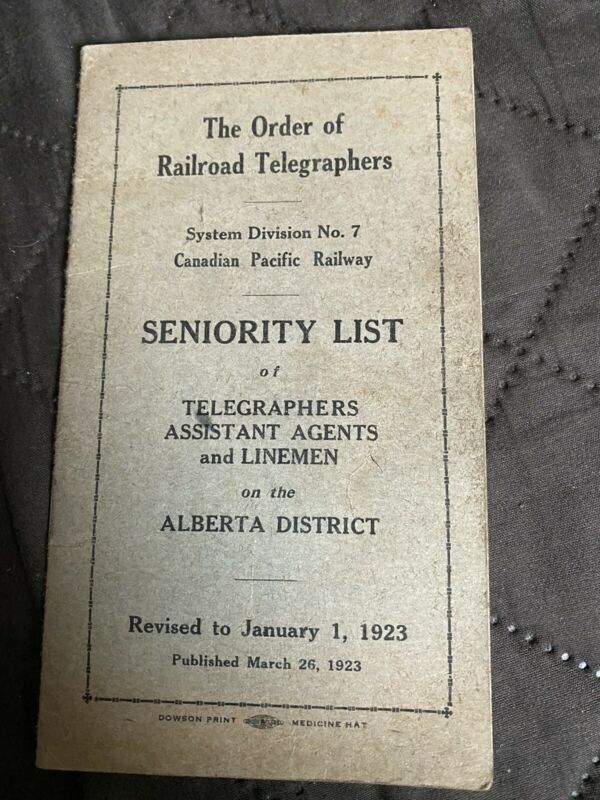 The Order of
Railroad Telegraphers
System Division No. 7
Canadian Pacific Railway
SENIORITY LIST
of
TELEGRAPHERS
ASSISTANT AGENTS
and LINEMEN
on the
ALBERTA DISTRICT
Revised to January 1, 1923
Published March 26, 1923
DOWSON PRINT MEDICINE HAT